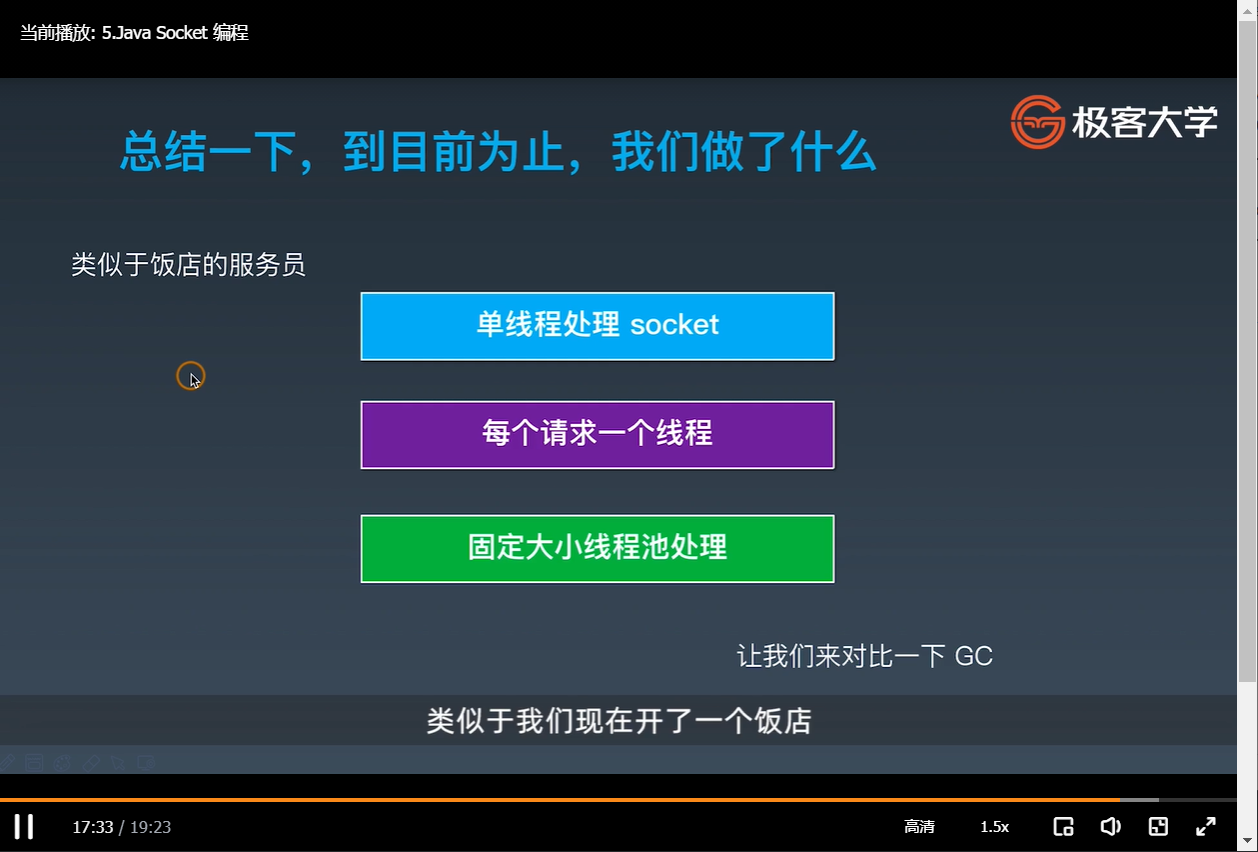 当前播放: 5.Java Socket 编程
极客大学
总结一下，到目前为止，我们做了什么
类似于饭店的服务员
单线程处理 socket
每个请求一个线程
固定大小线程池处理
让我们来对比一下 GC
类似于我们现在开了一个饭店
17:33 / 19:23
高清
1.5x